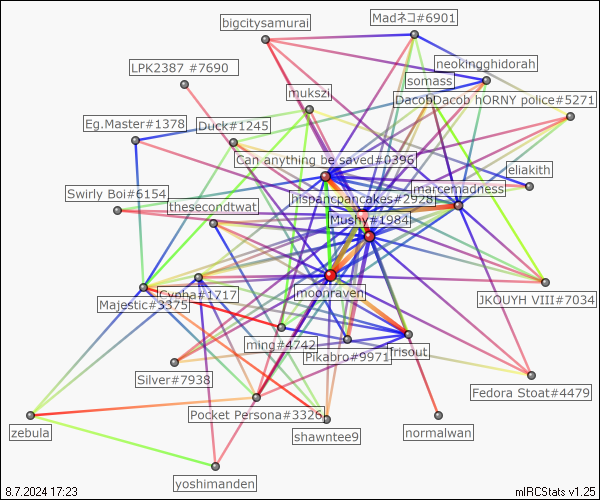 bigcitysamurai
Madネコ#6901
LPK2387 #7690
neokingghidorah
somass
mukszi
DacobDacob hORNY police#5271
Eg.Master#1378
Duck#1245
Can anything be saved#0396
eliakith
marcemadness
Swirly Boi#6154
hispanicpancakes#2928
thesecondtwat
Mushy#1984
moonraven
Cypha#1717
Majestic#3375
JKOUYH VIII#7034
ming#4742
Pikabro#9971
frisout
Silver#7938
Fedora Stoat#4479
Pocket Persona#3326
zebula
shawntee9
normalwan
yoshimanden
8.7.2024 17:23
mIRCStats v1.25